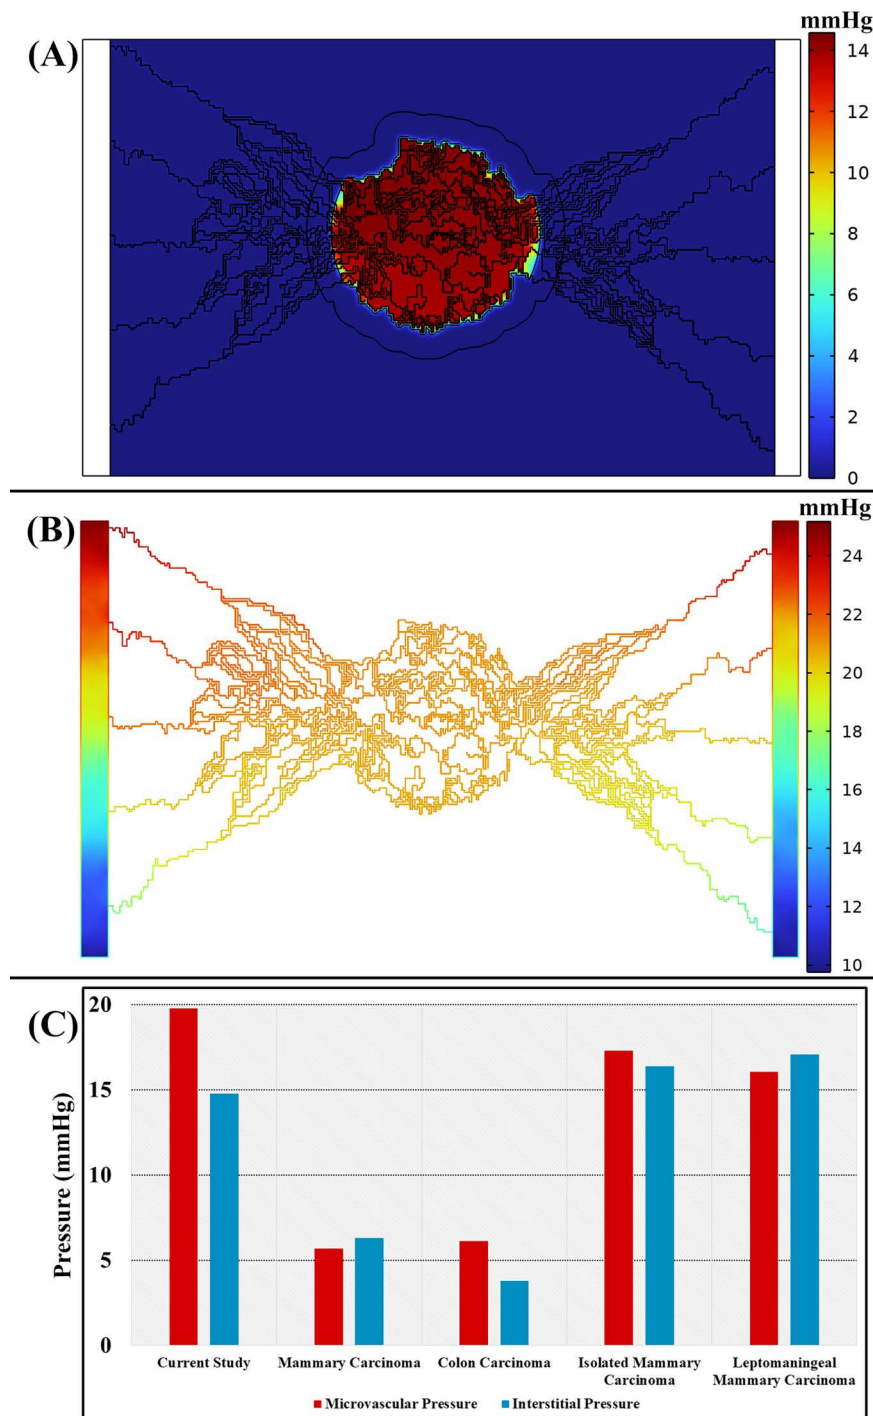 mmHg
(A)
14
12
10
8
6
4
2
0
mmHg
(B)
24
22
20
18
16
14
12
10
(C)
20
15
10
5
0
Pressure (mmHg)
Current Study
Mammary Carcinoma
Colon Carcinoma
Isolated Mammary
Carcinoma
Leptomaningeal
Mammary Carcinoma
Microvascular Pressure
Interstitial Pressure